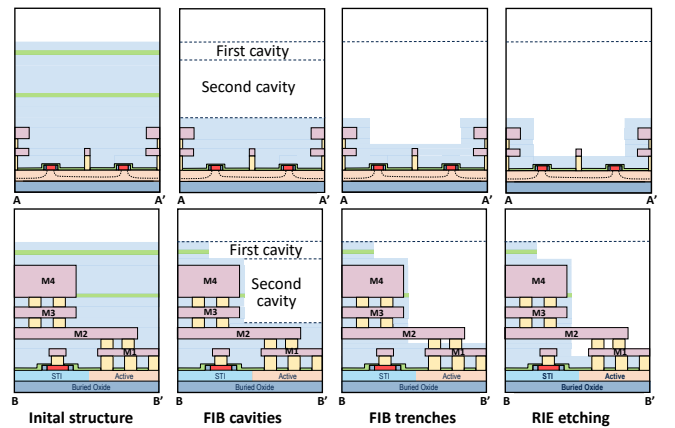 First cavity
Second cavity
A A' A A' A A' A A'
First cavity
M4 M4 M4 M4
Second
cavity
M3 M3 M3 M3
M2 M2 M2 M2
M1 M1 M1 M1
STI Active STI Active STI Active STI Active
Buried Oxide Buried Oxide Buried Oxide Buried Oxide
B B' B B' B B' B B'
Inital structure FIB cavities FIB trenches RIE etching